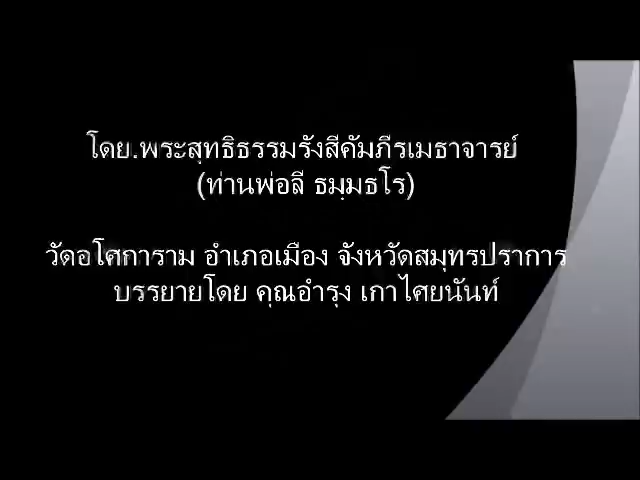 โดย.พระสุทธิธรรมรังสีคัมภีรเมธาจารย์
(ท่านพ่อลี ธมฺมธโร)
วัดอโศการาม อำเภอเมือง จังหวัดสมุทรปราการ
บรรยายโดย คุณอำรุง เกาไศยนันท์